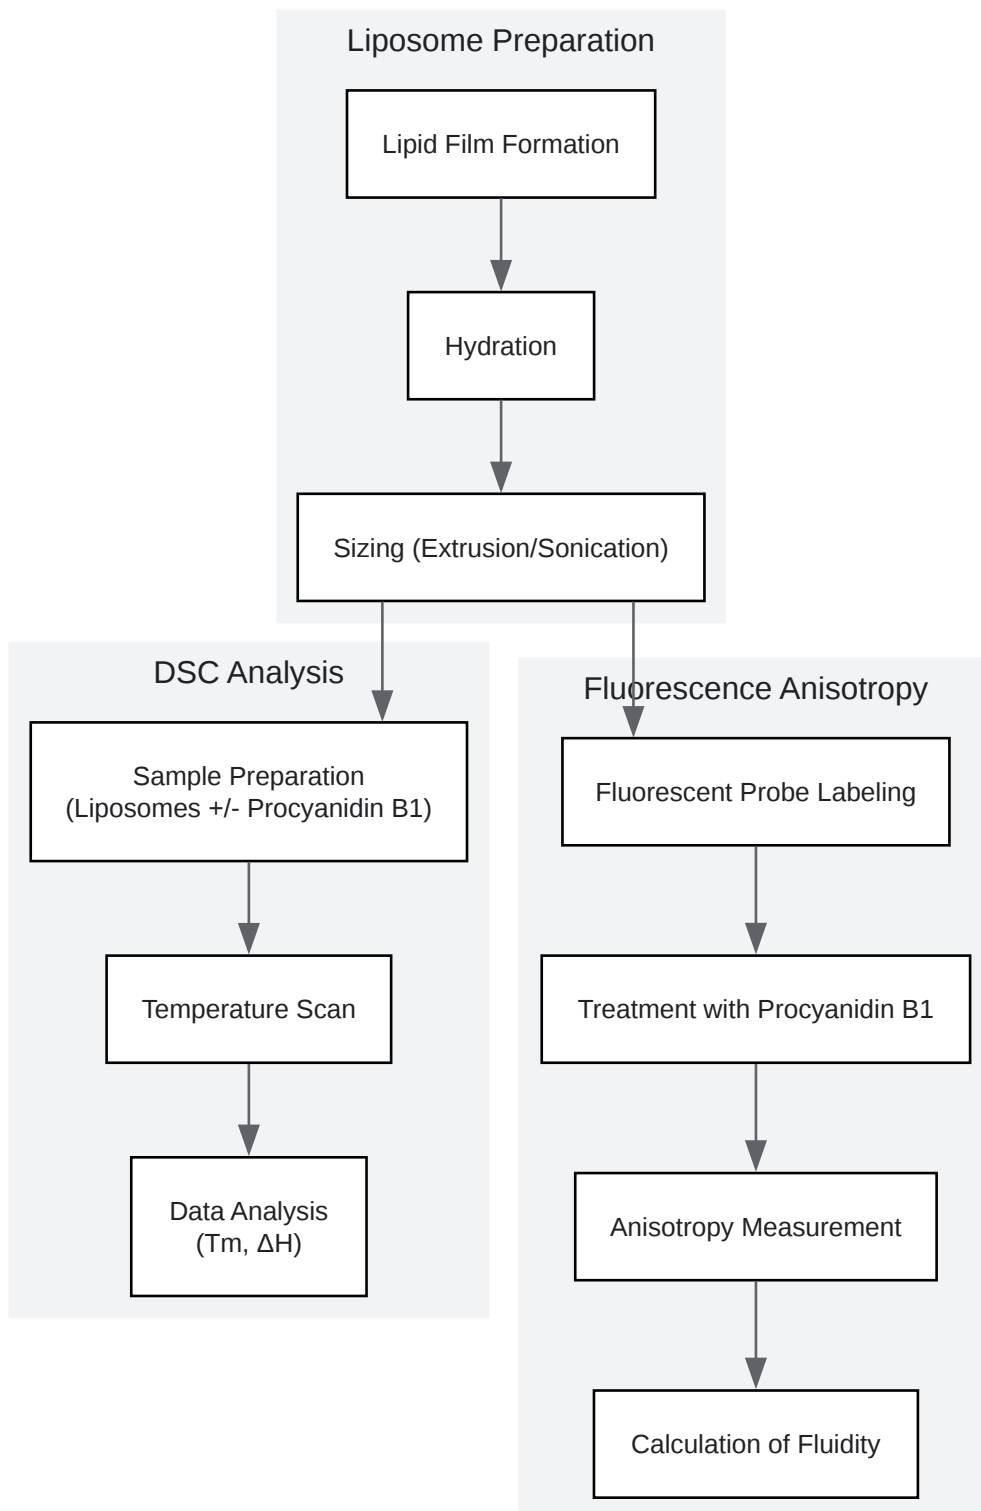 Liposome Preparation
Lipid Film Formation
Hydration
Sizing (Extrusion/Sonication)
DSC Analysis
Sample Preparation
(Liposomes +/- Procyanidin B1)
Temperature Scan
Data Analysis
(Tm, ΔH)
Fluorescence Anisotropy
Fluorescent Probe Labeling
Treatment with Procyanidin B1
Anisotropy Measurement
Calculation of Fluidity